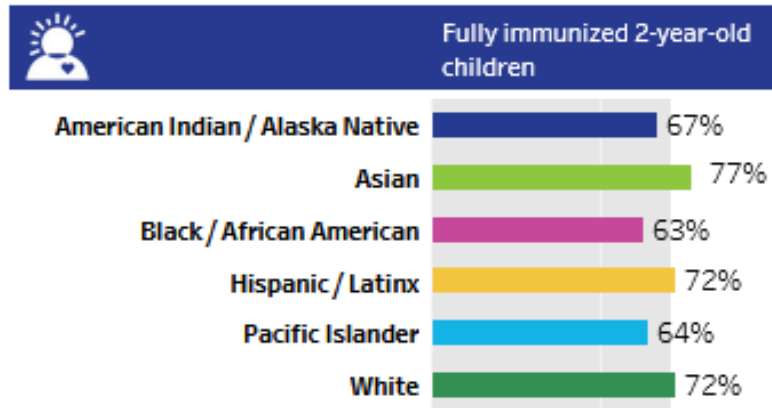 Fully immunized 2-year-old
children
American Indian / Alaska Native 67%
Asian 77%
Black / African American 63%
Hispanic / Latinx 72%
Pacific Islander 64%
White 72%